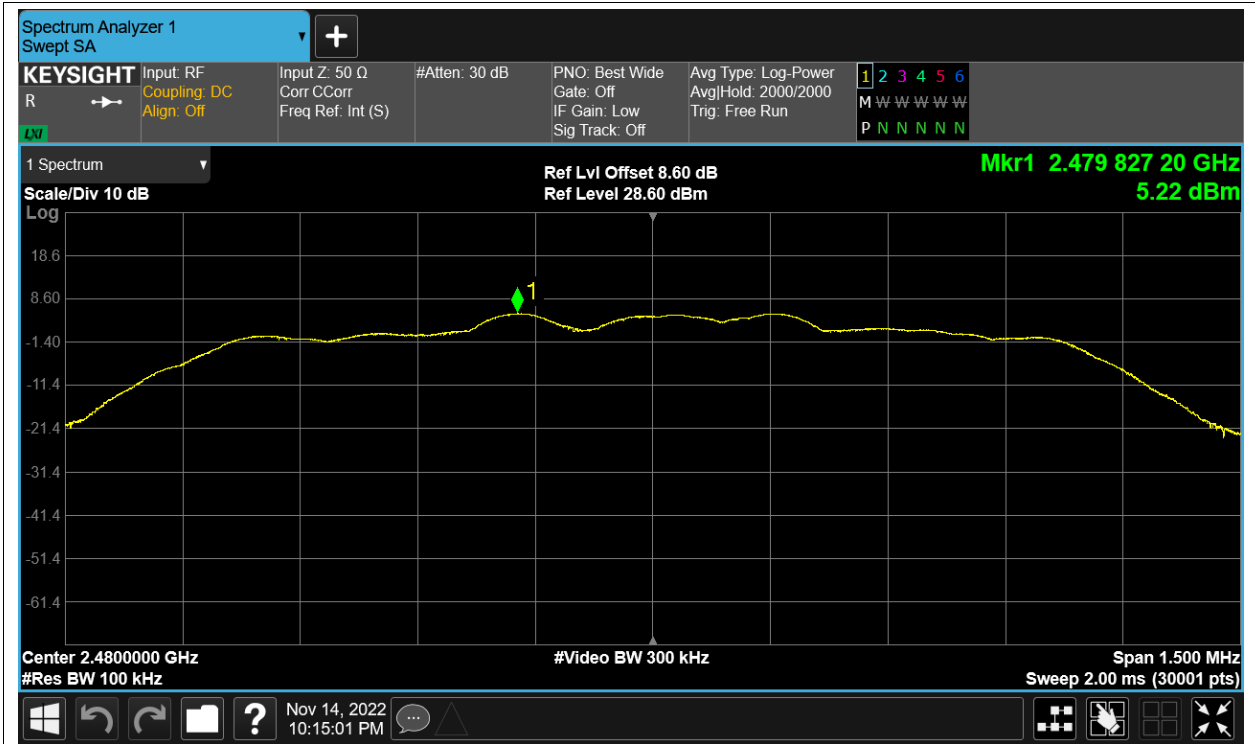 Spectrum Analyzer 1
Swept SA
KEYSIGHT
R
LXI
Input: RF
Coupling: DC
Align: Off
Input Z: 50 Ω
Corr CCorr
Freq Ref: Int (S)
#Atten: 30 dB
PNO: Best Wide
Gate: Off
IF Gain: Low
Sig Track: Off
Avg Type: Log-Power
Avg|Hold: 2000/2000
Trig: Free Run
1 2 3 4 5 6
M W W W W W
P N N N N N
1 Spectrum
Scale/Div 10 dB
Log
Ref Lvl Offset 8.60 dB
Ref Level 28.60 dBm
Mkr1 2.479 827 20 GHz
5.22 dBm
18.6
8.60
-1.40
-11.4
-21.4
-31.4
-41.4
-51.4
-61.4
1
Center 2.4800000 GHz
#Res BW 100 kHz
#Video BW 300 kHz
Span 1.500 MHz
Sweep 2.00 ms (30001 pts)
?
Nov 14, 2022
10:15:01 PM